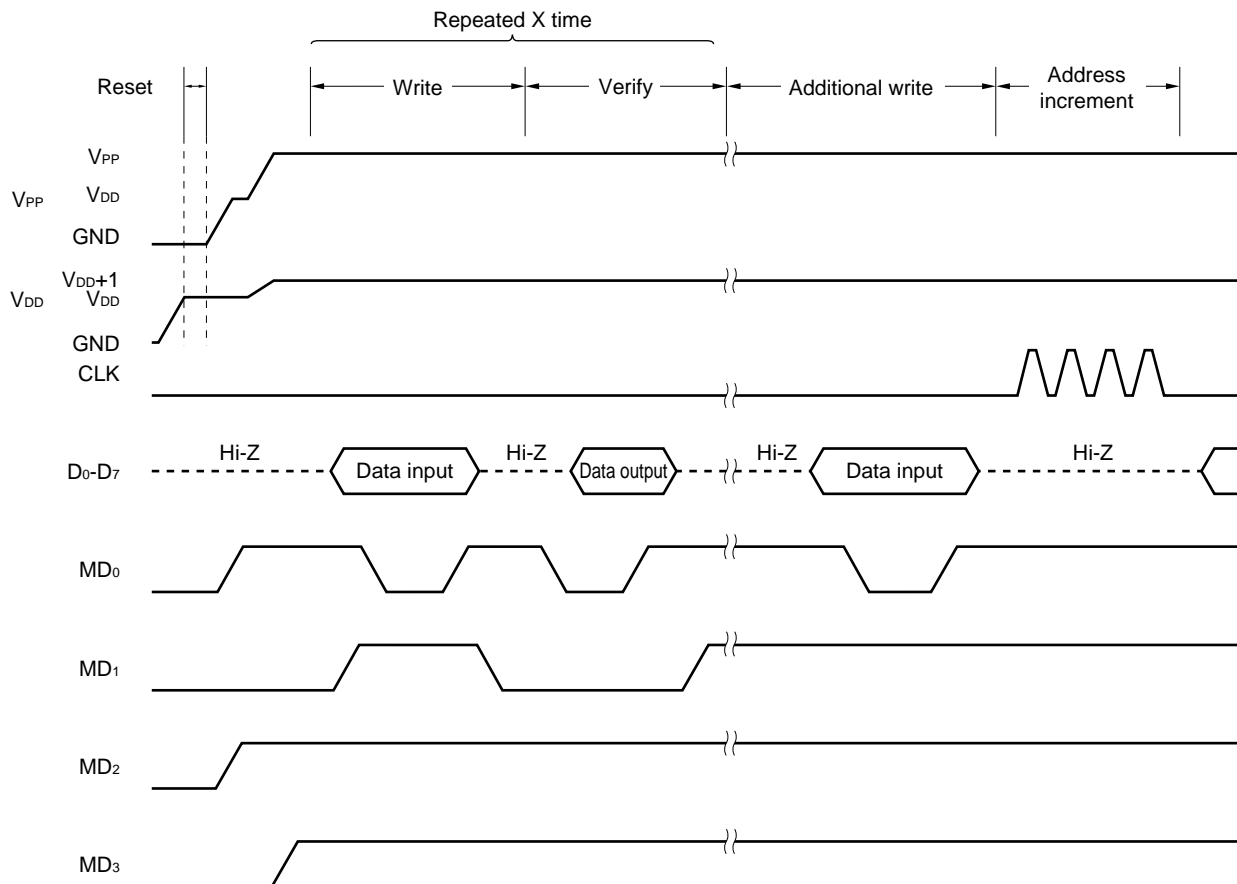 Repeated X time
Reset
Write
Verify
Additional write
Address
increment
VPP
VPP
VDD
GND
VDD+1
VDD
VDD
GND
CLK
Hi-Z
Hi-Z
Hi-Z
Hi-Z
D0-D7
Data input
Data output
Data input
MD0
MD1
MD2
MD3